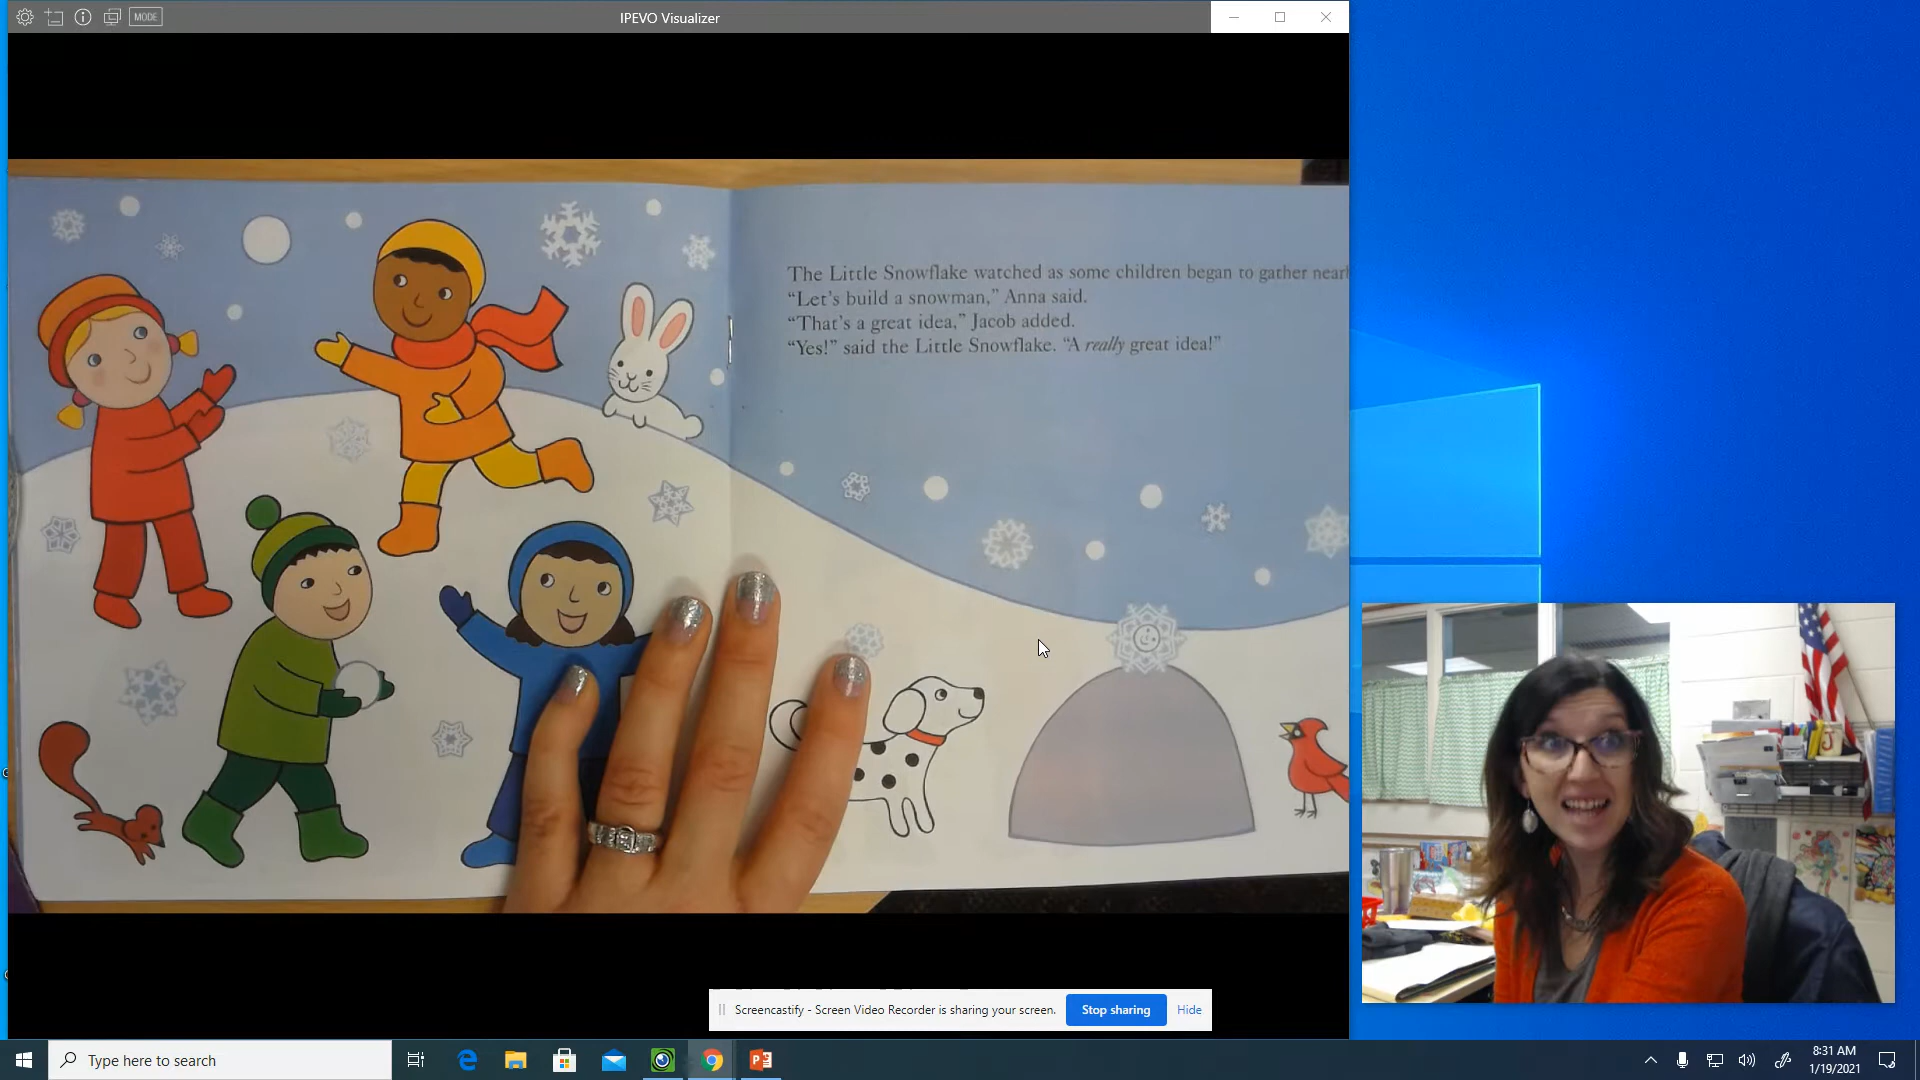 MODE
IPEVO Visualizer
The Little Snowflake watched as some children began to gather
“Let’s build a snowman,” Anna said.
“That’s a great idea,” Jacob added.
“Yes!” said the Little Snowflake. “A really great idea!”
Screencastify - Screen Video Recorder is sharing your screen.
Stop sharing
Hide
Type here to search
8:31 AM
1/19/2021